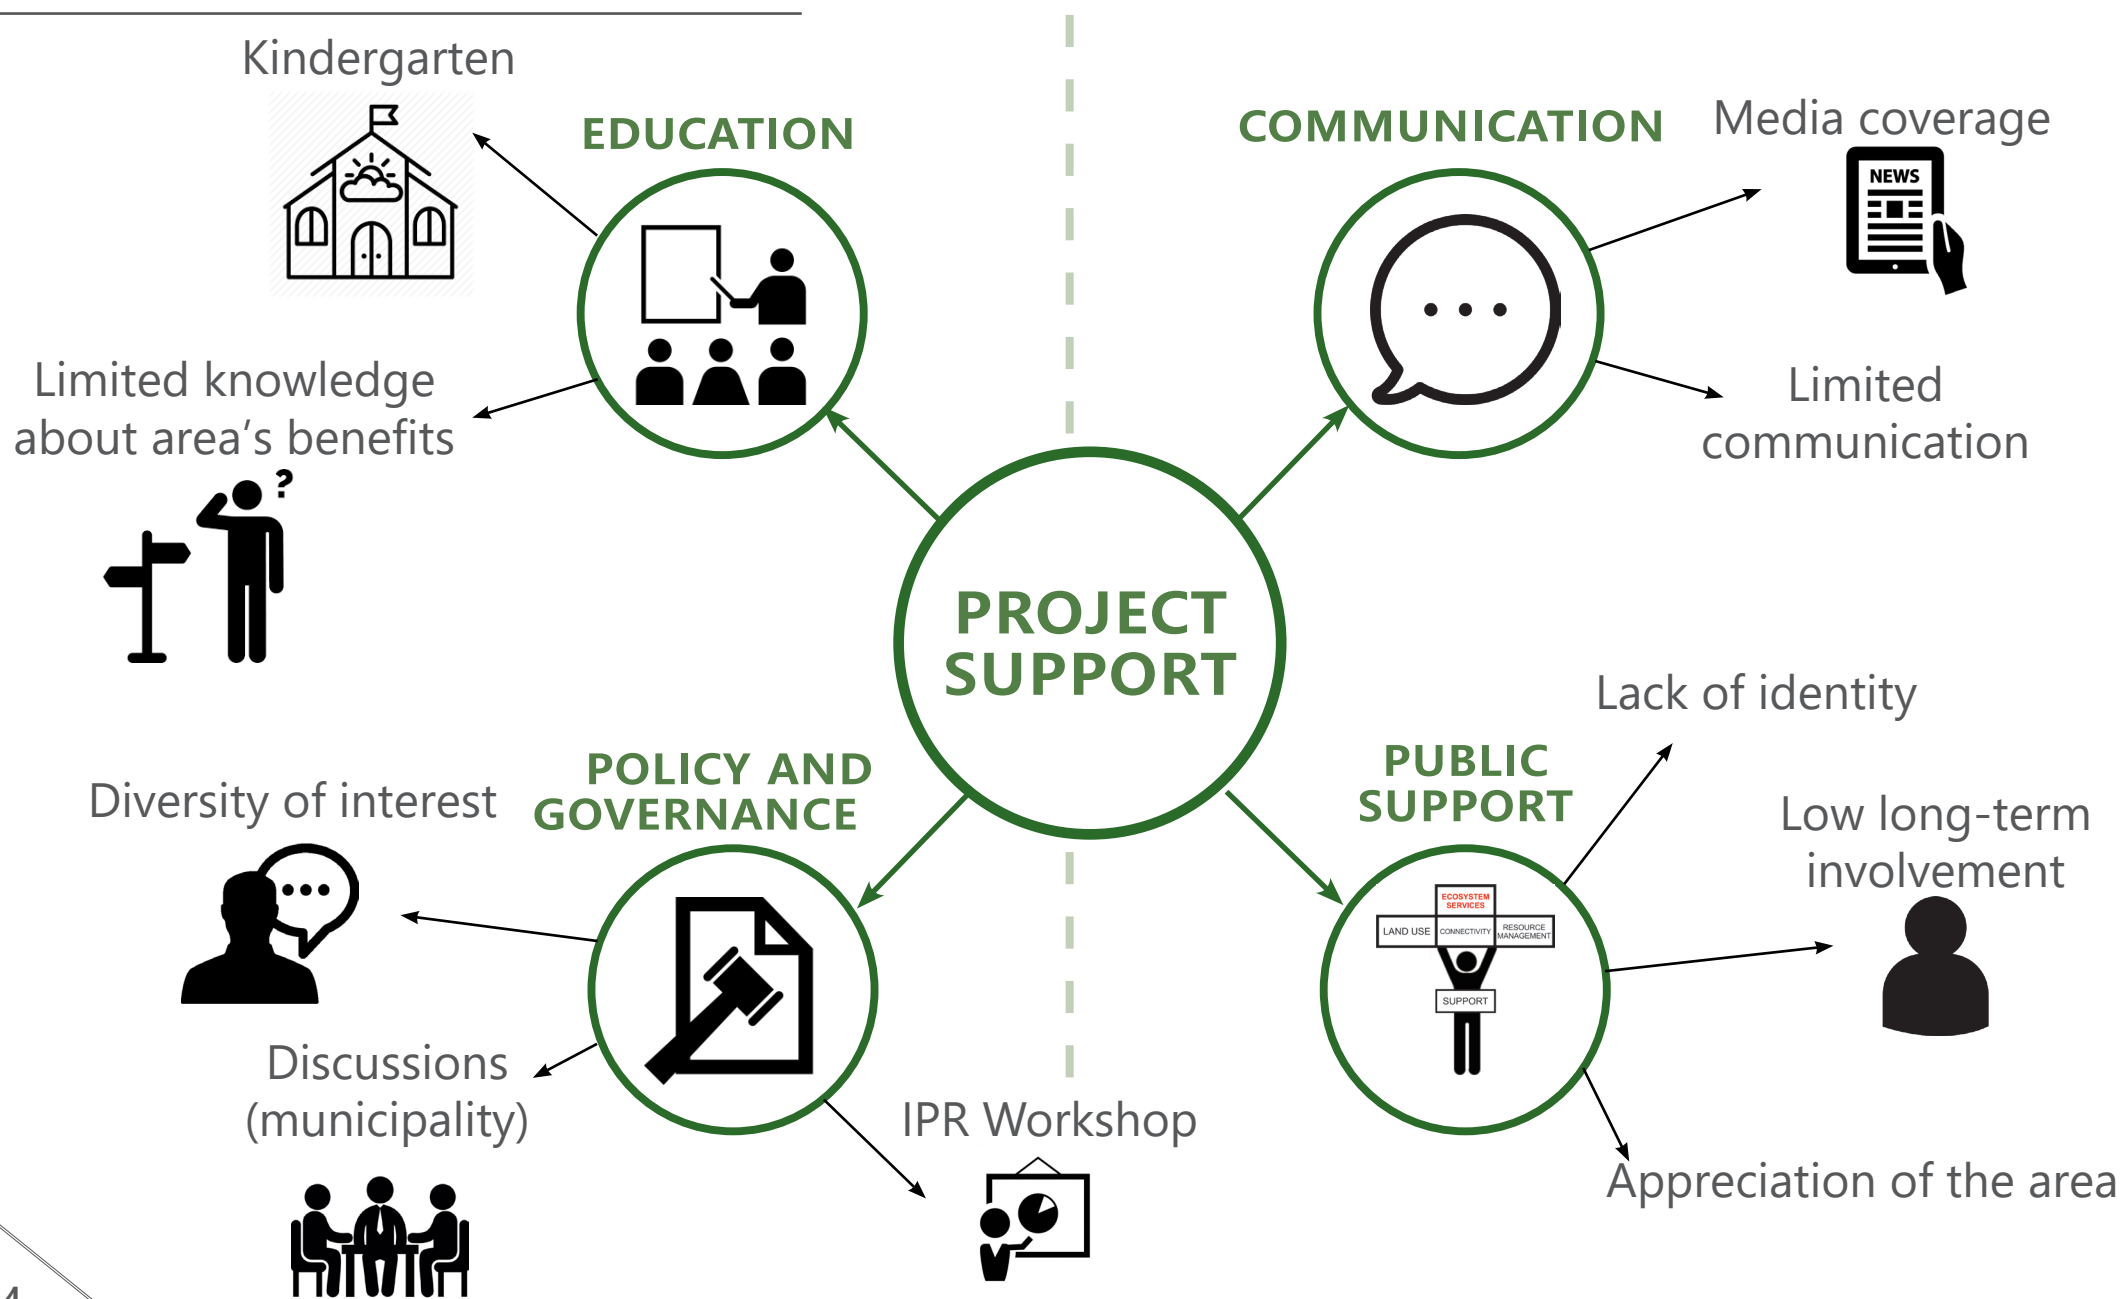 Kindergarten
EDUCATION
COMMUNICATION
Media coverage
NEWS
Limited knowledge
about area's benefits
?
Limited
communication
PROJECT
SUPPORT
Lack of identity
POLICY AND
GOVERNANCE
Diversity of interest
PUBLIC
SUPPORT
Low long-term
involvement
ECOSYSTEM
SERVICES
LAND USE
CONNECTIVITY
RESOURCE
MANAGEMENT
SUPPORT
Discussions
(municipality)
IPR Workshop
Appreciation of the area